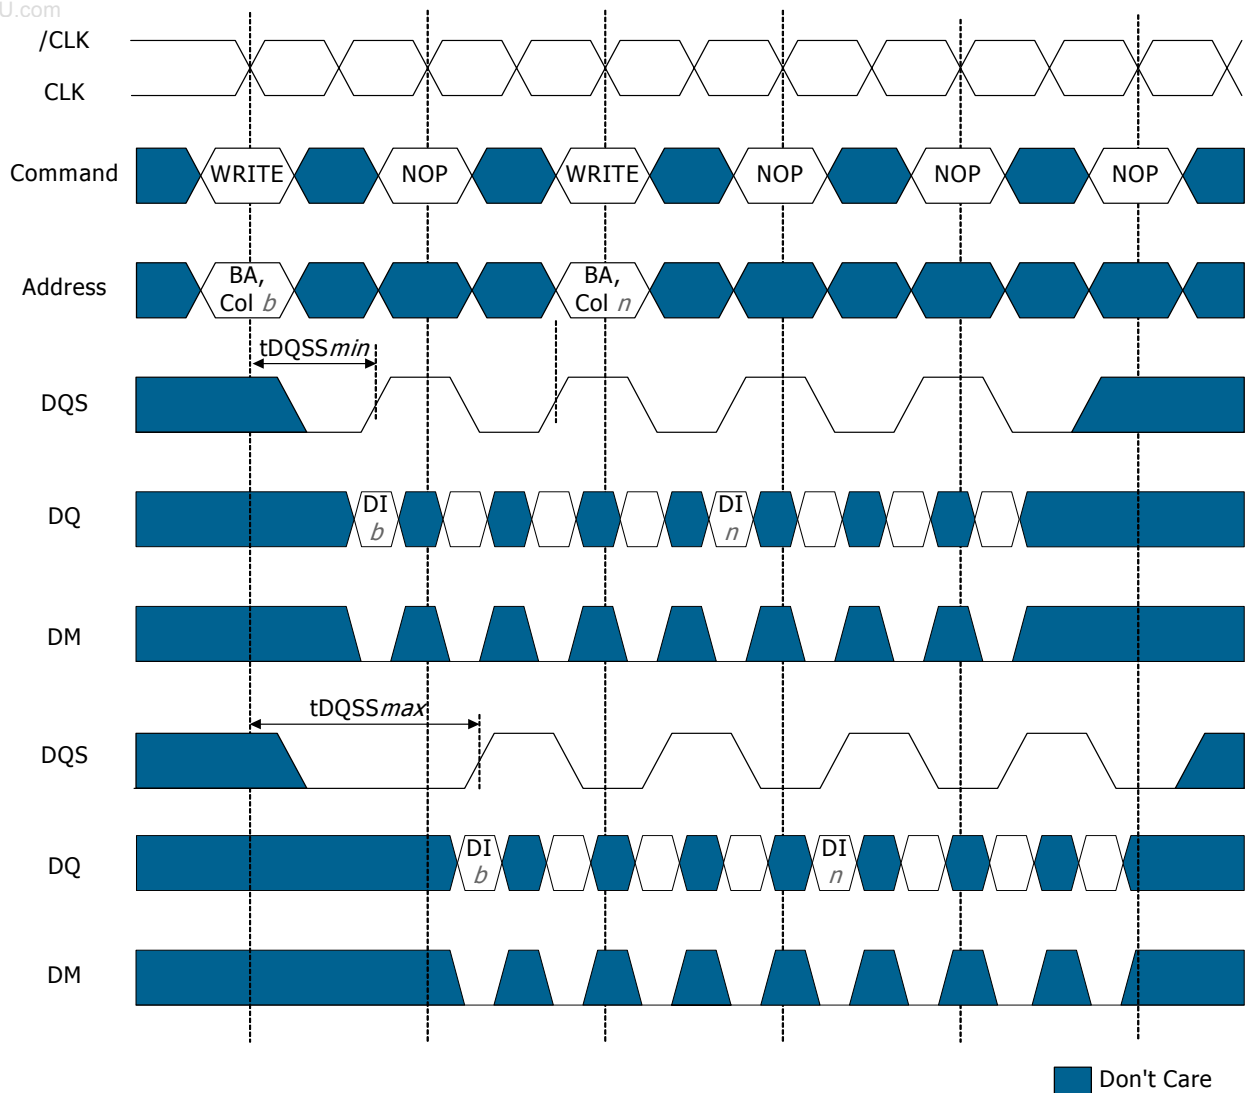 U.com
/CLK
CLK
Command
WRITE
NOP
WRITE
NOP
NOP
NOP
Address
BA,
Col b
BA,
Col n
tDQSSmin
DQS
DQ
DI
b
DI
n
DM
tDQSSmax
DQS
DQ
DI
b
DI
n
DM
Don't Care